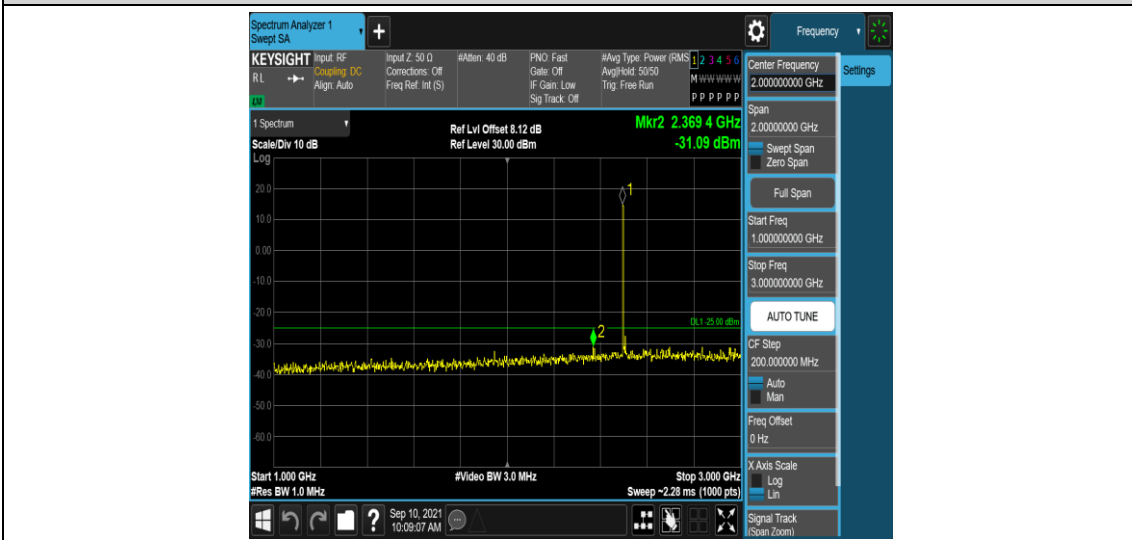 Spectrum Analyzer 1
Swept SA
+
Frequency
KEYSIGHT
RL
LXI
Input: RF
Coupling: DC
Align: Auto
Input Z: 50 Ω
Corrections: Off
Freq Ref: Int (S)
#Atten: 40 dB
PNO: Fast
Gate: Off
IF Gain: Low
Sig Track: Off
#Avg Type: Power (RMS
Avg|Hold: 50/50
Trig: Free Run
1 2 3 4 5 6
M W W W W W
P P P P P P
1 Spectrum
Scale/Div 10 dB
Log
Ref Lvl Offset 8.12 dB
Ref Level 30.00 dBm
Mkr2 2.369 4 GHz
-31.09 dBm
20.0
10.0
0.00
-10.0
-20.0
-30.0
-40.0
-50.0
-60.0
1
2
DL1 -25.00 dBm
Start 1.000 GHz
#Res BW 1.0 MHz
#Video BW 3.0 MHz
Stop 3.000 GHz
Sweep ~2.28 ms (1000 pts)
Center Frequency
2.000000000 GHz
Settings
Span
2.00000000 GHz
Swept Span
Zero Span
Full Span
Start Freq
1.000000000 GHz
Stop Freq
3.000000000 GHz
AUTO TUNE
CF Step
200.000000 MHz
Auto
Man
Freq Offset
0 Hz
X Axis Scale
Log
Lin
Signal Track
(Span Zoom)
?
Sep 10, 2021
10:09:07 AM